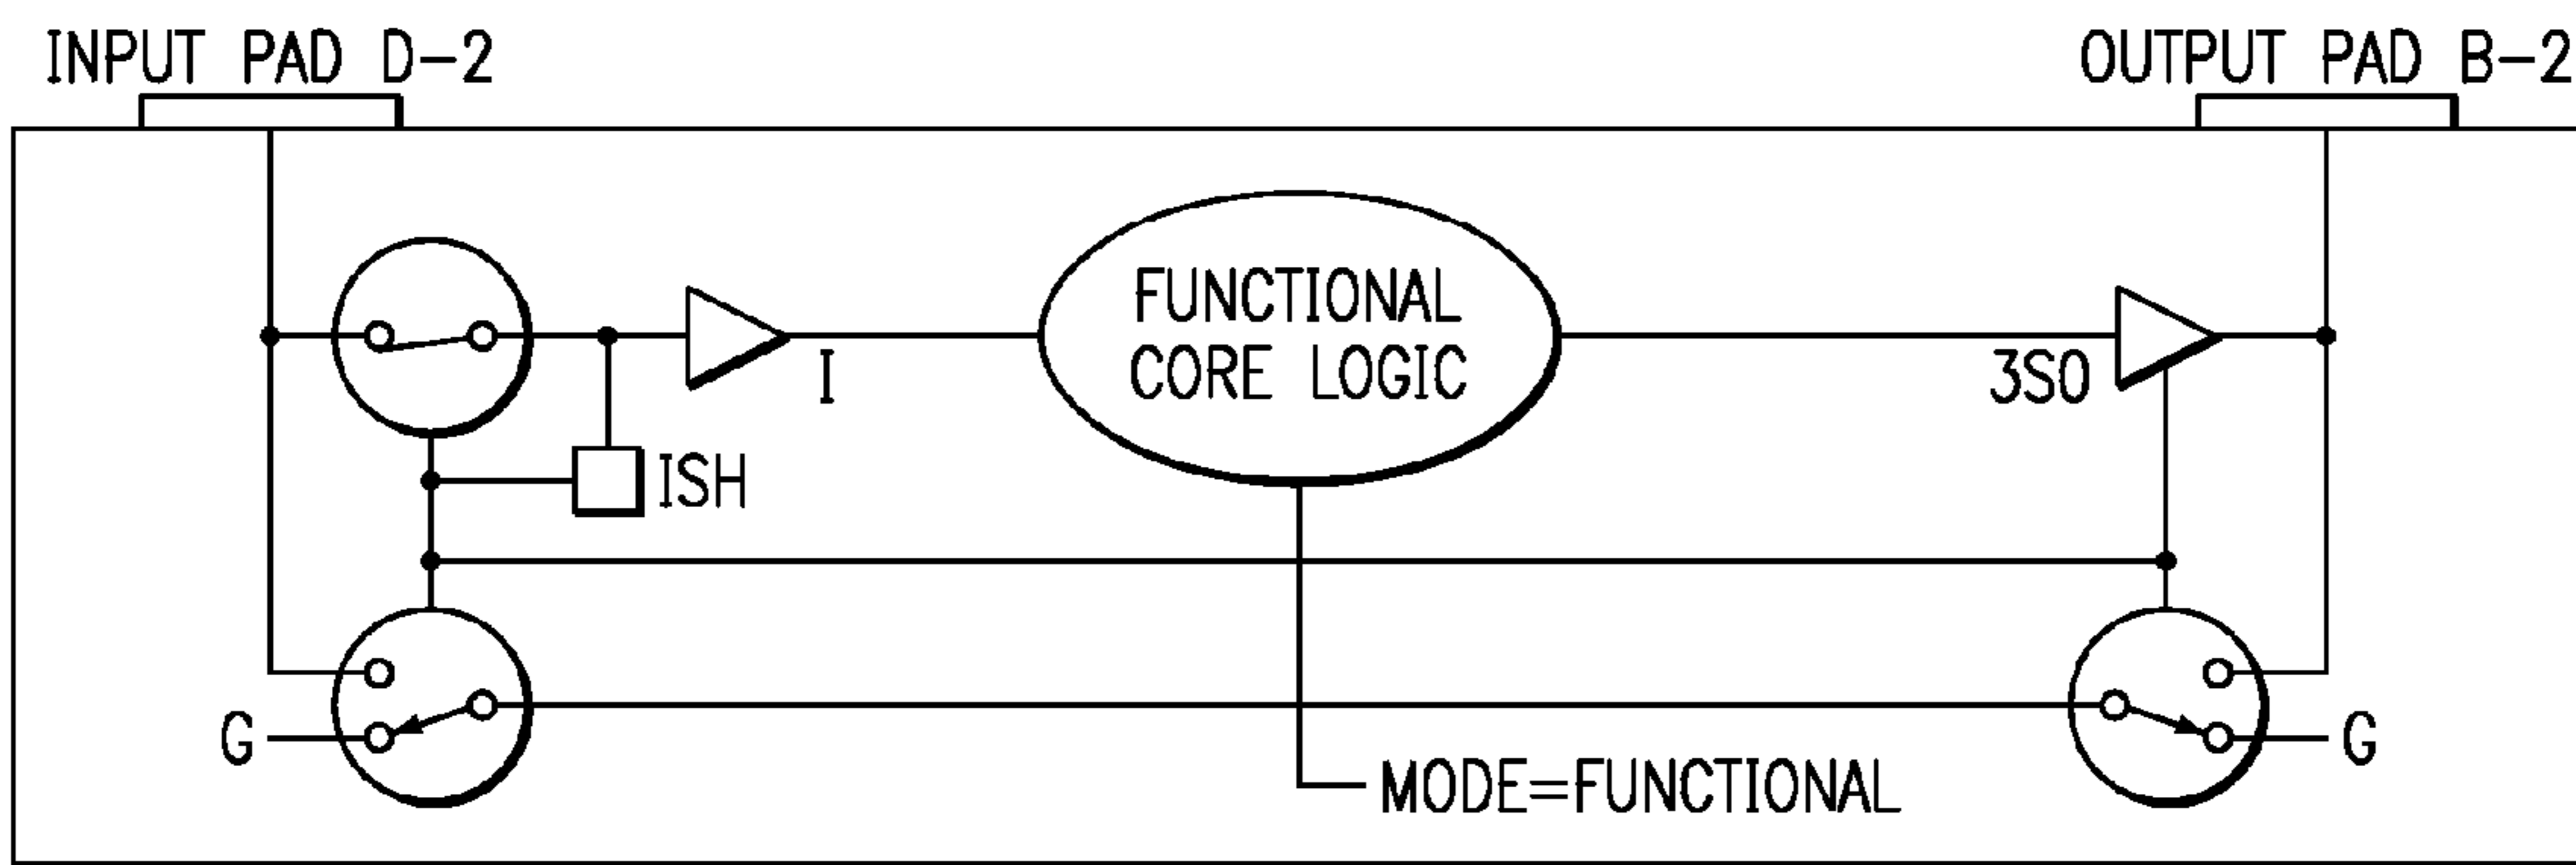 INPUT PAD D-2
OUTPUT PAD B-2
FUNCTIONAL
CORE LOGIC
I
3SO
ISH
G
G
MODE=FUNCTIONAL